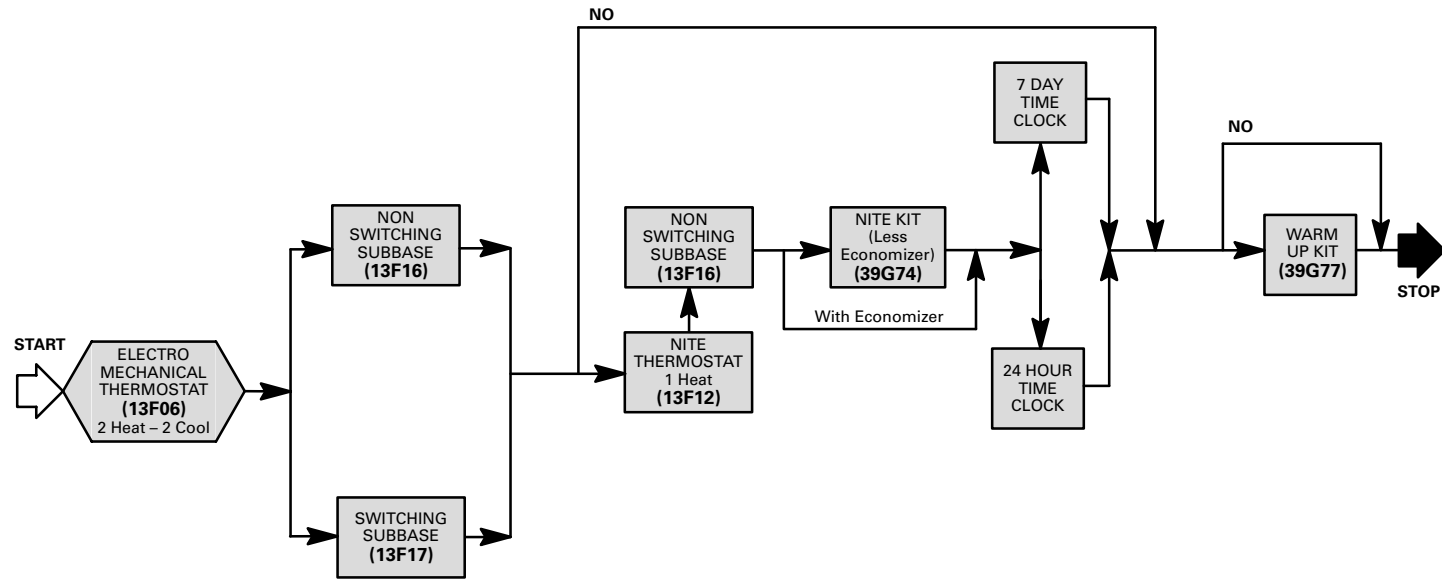 START
ELECTRO
MECHANICAL
THERMOSTAT
(13F06)
2 Heat – 2 Cool
NON
SWITCHING
SUBBASE
(13F16)
SWITCHING
SUBBASE
(13F17)
NO
NITE
THERMOSTAT
1 Heat
(13F12)
NON
SWITCHING
SUBBASE
(13F16)
NITE KIT
(Less
Economizer)
(39G74)
With Economizer
7 DAY
TIME
CLOCK
24 HOUR
TIME
CLOCK
NO
WARM
UP KIT
(39G77)
STOP